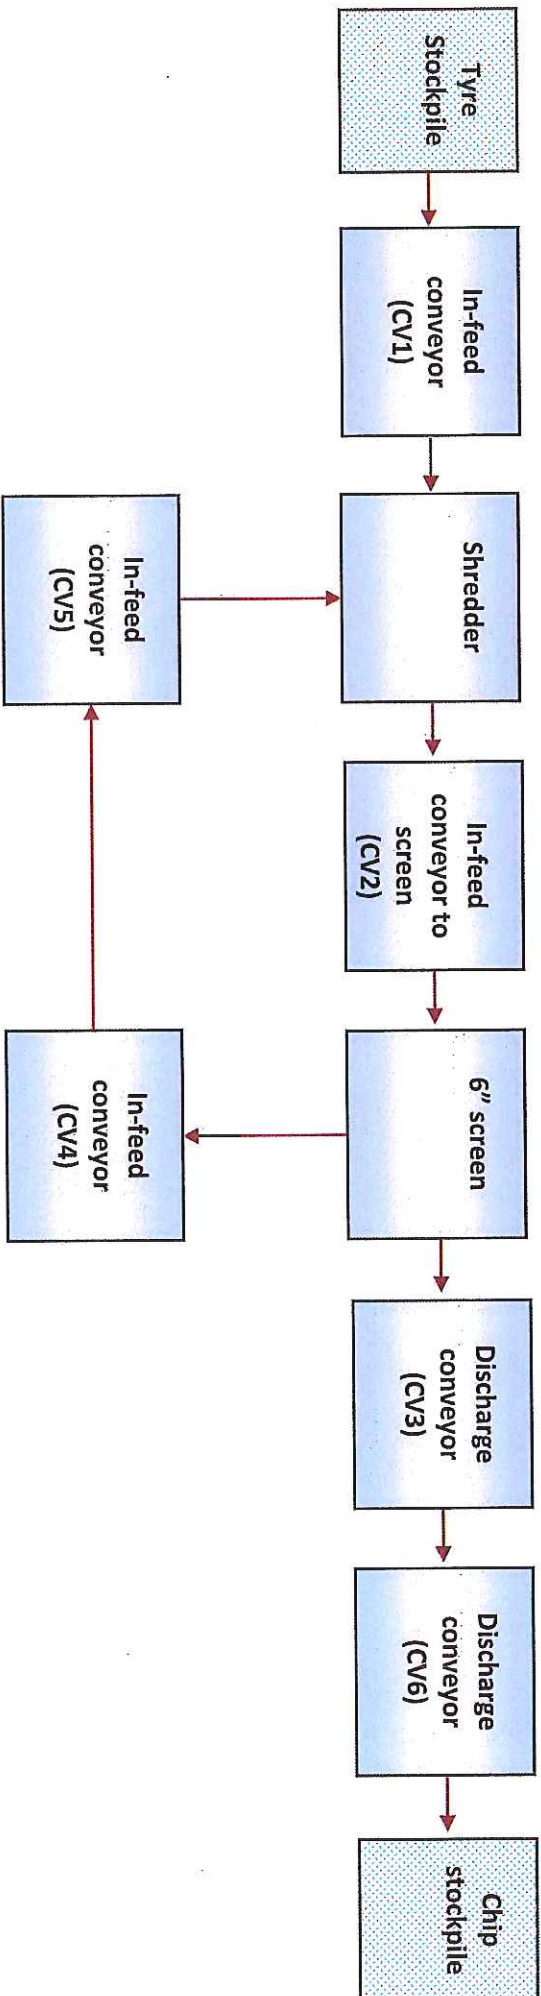 Tyre
Stockpile
In-feed
conveyor
(CV1)
Shredder
In-feed
conveyor to
screen
(CV2)
6” screen
Discharge
conveyor
(CV3)
Discharge
conveyor
(CV6)
Chip
stockpile
In-feed
conveyor
(CV5)
In-feed
conveyor
(CV4)